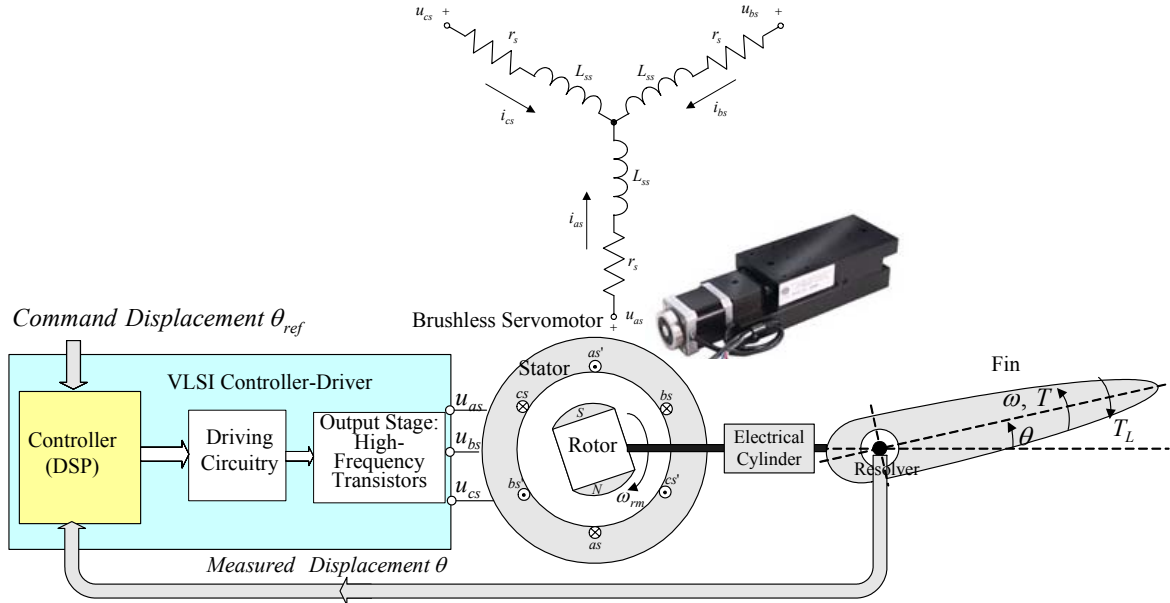 u_cs +
+ u_bs
r_s
r_s
L_ss
L_ss
i_cs
i_bs
L_ss
i_as
r_s
u_as
+
Command Displacement θ_ref
Brushless Servomotor
VLSI Controller-Driver
Controller
(DSP)
Driving
Circuitry
Output Stage:
High-
Frequency
Transistors
u_as
u_bs
u_cs
Stator
as'
cs
bs
S
Rotor
N
bs'
cs'
as
ω_rm
Electrical
Cylinder
Fin
ω, T
T_L
θ
Resolver
Measured Displacement θ